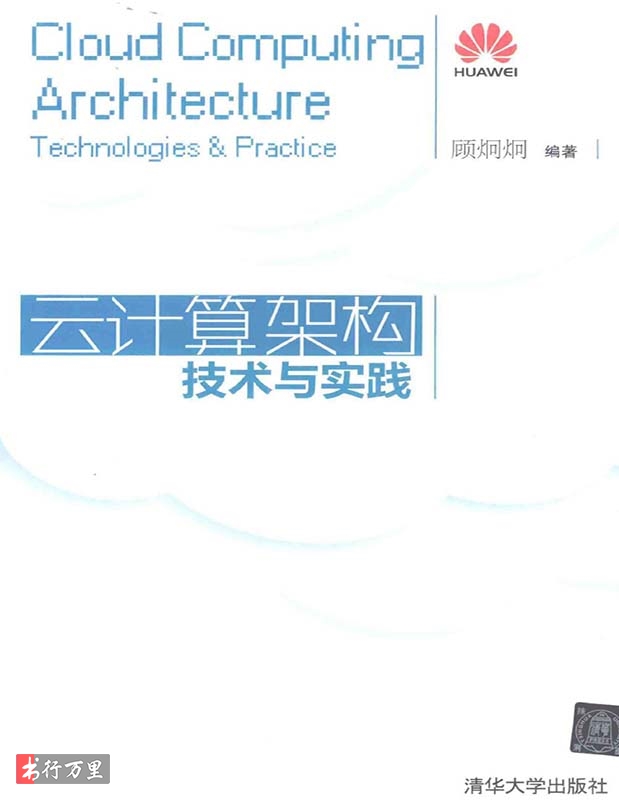 Cloud Computing
Architecture
Technologies & Practice
HUAWEI
顾炯炯 编著
云计算架构
技术与实践
书行万里
清华大学出版社